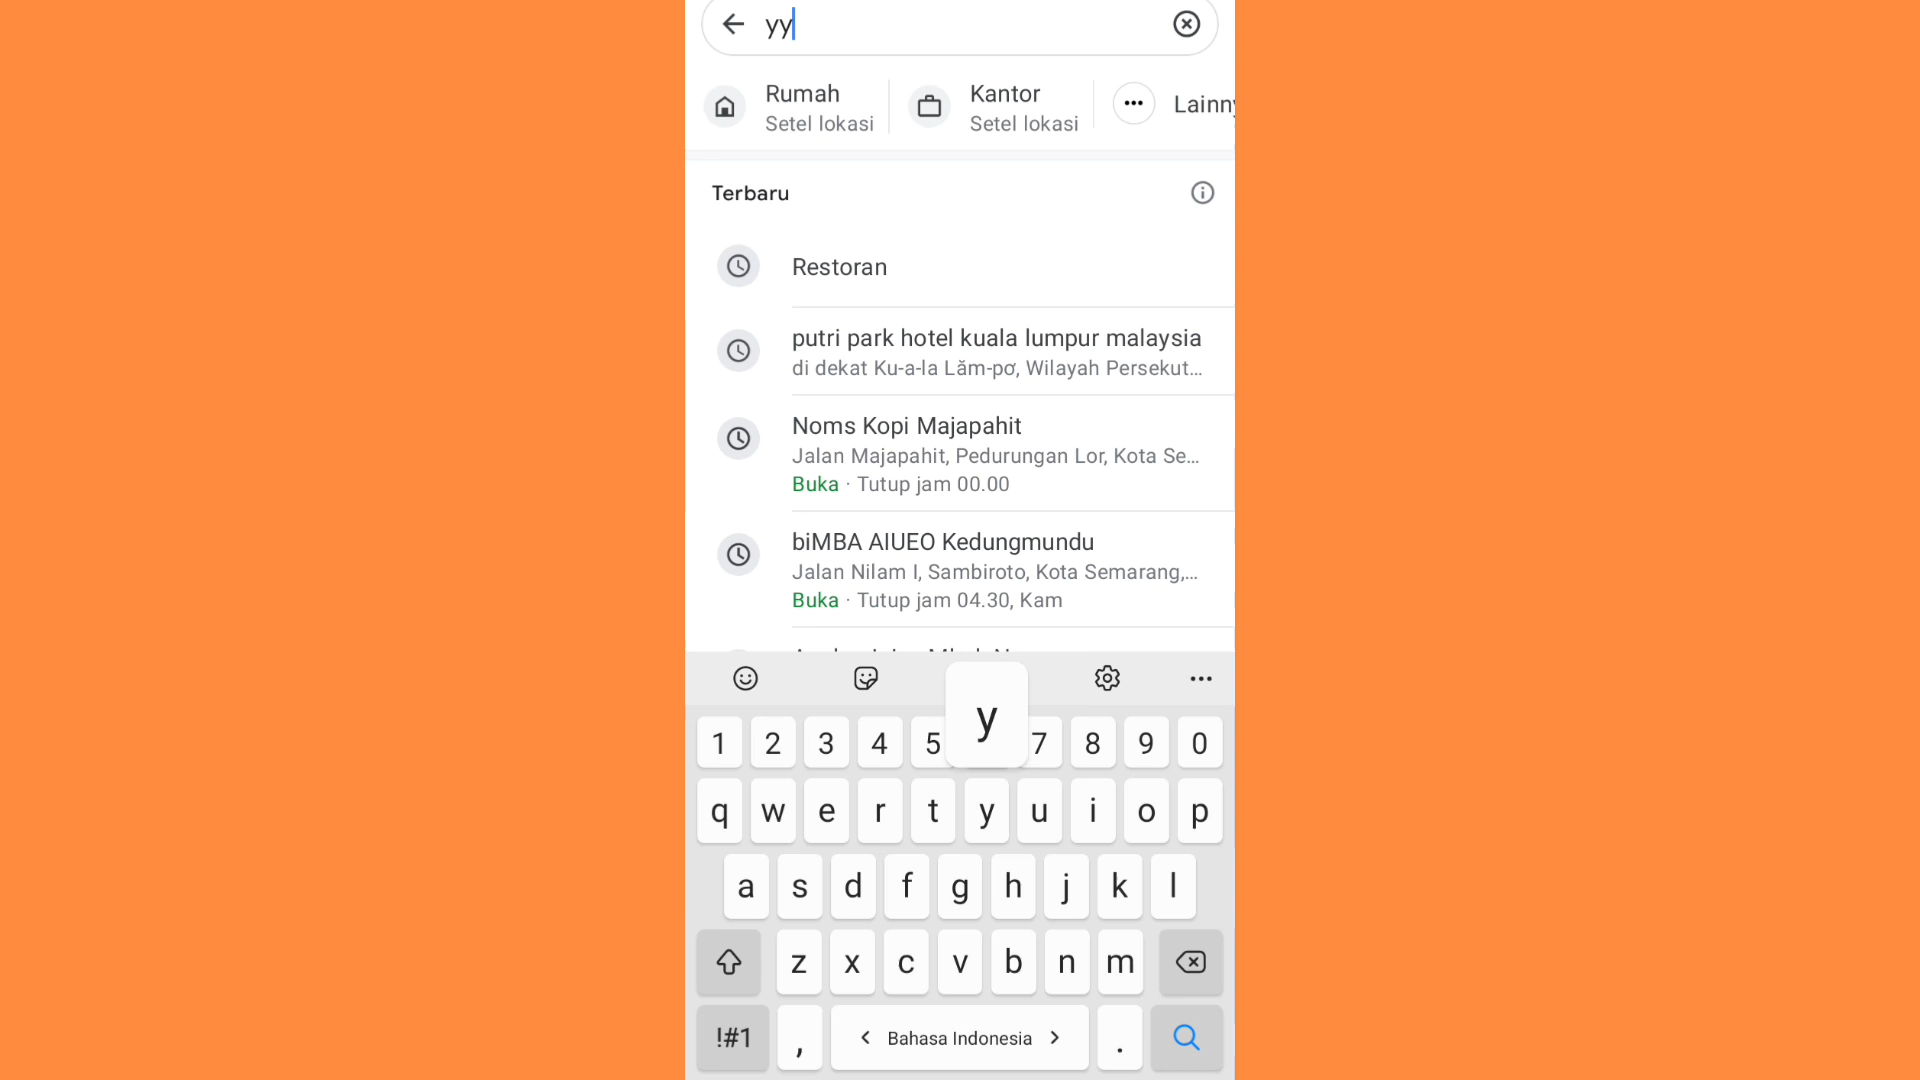 yy
Rumah
Setel lokasi
Kantor
Setel lokasi
Lainny
Terbaru
Restoran
putri park hotel kuala lumpur malaysia
di dekat Ku-a-la Lăm-pơ, Wilayah Persekut...
Noms Kopi Majapahit
Jalan Majapahit, Pedurungan Lor, Kota Se...
Buka · Tutup jam 00.00
biMBA AIUEO Kedungmundu
Jalan Nilam I, Sambiroto, Kota Semarang,...
Buka · Tutup jam 04.30, Kam
y
1 2 3 4 5 7 8 9 0
q w e r t y u i o p
a s d f g h j k l
z x c v b n m
!#1 , < Bahasa Indonesia > .